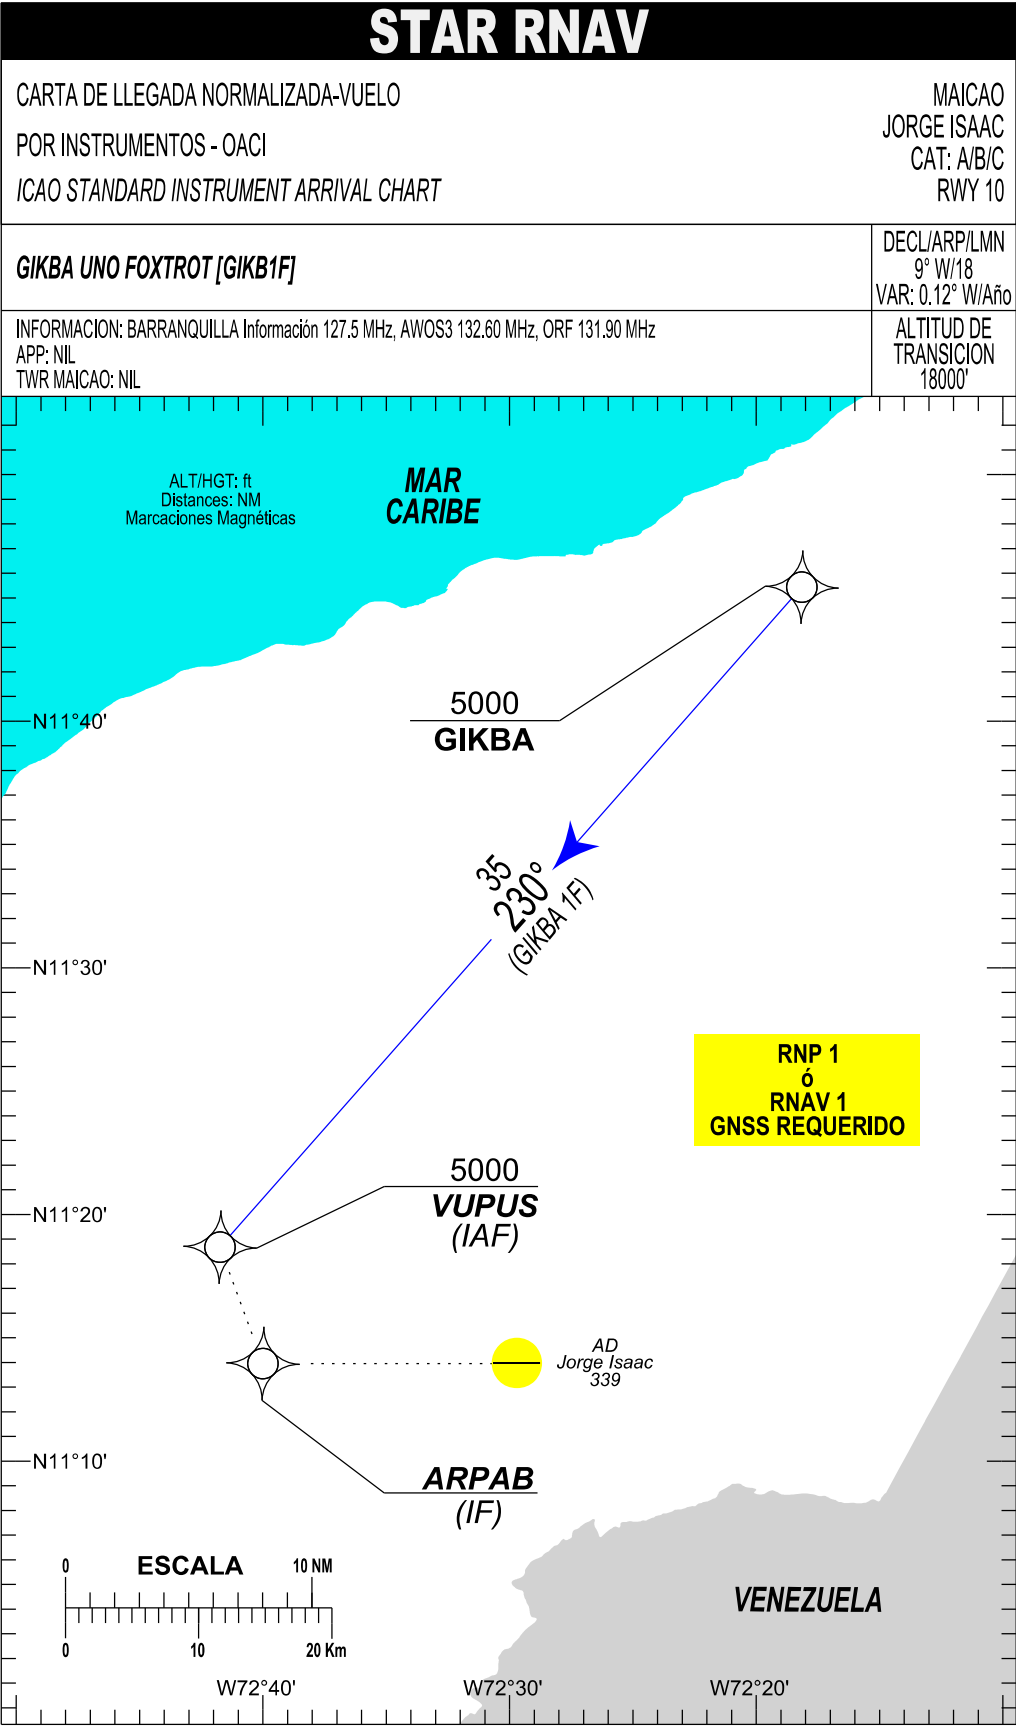 STAR RNAV
CARTA DE LLEGADA NORMALIZADA-VUELO
POR INSTRUMENTOS - OACI
ICAO STANDARD INSTRUMENT ARRIVAL CHART
MAICAO
JORGE ISAAC
CAT: A/B/C
RWY 10
GIKBA UNO FOXTROT [GIKB1F]
DECL/ARP/LMN
9° W/18
VAR: 0.12° W/Año
INFORMACION: BARRANQUILLA Información 127.5 MHz, AWOS3 132.60 MHz, ORF 131.90 MHz
APP: NIL
TWR MAICAO: NIL
ALTITUD DE
TRANSICION
18000'
ALT/HGT: ft
Distances: NM
Marcaciones Magnéticas
MAR
CARIBE
5000
GIKBA
N11°40'
35
230°
(GIKBA 1F)
N11°30'
RNP 1
ó
RNAV 1
GNSS REQUERIDO
5000
VUPUS
(IAF)
N11°20'
AD
Jorge Isaac
339
N11°10'
ARPAB
(IF)
0 ESCALA 10 NM
0 10 20 Km
VENEZUELA
W72°40' W72°30' W72°20'